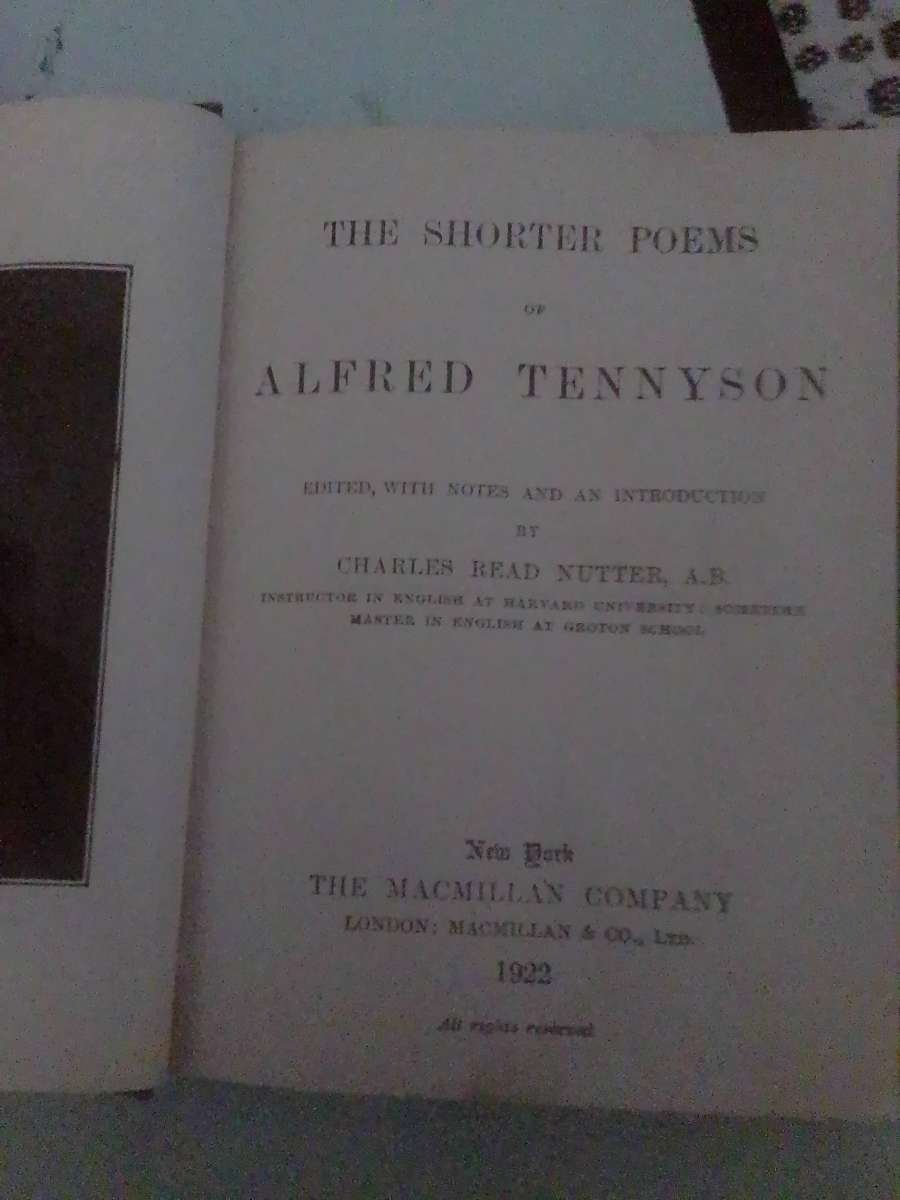 THE SHORTER POEMS
OF
ALFRED TENNYSON
EDITED, WITH NOTES AND AN INTRODUCTION
BY
CHARLES READ NUTTER, A.B.
INSTRUCTOR IN ENGLISH AT HARVARD UNIVERSITY; SOMETIME
MASTER IN ENGLISH AT GROTON SCHOOL
New York
THE MACMILLAN COMPANY
LONDON: MACMILLAN & CO., LTD.
1922
All rights reserved